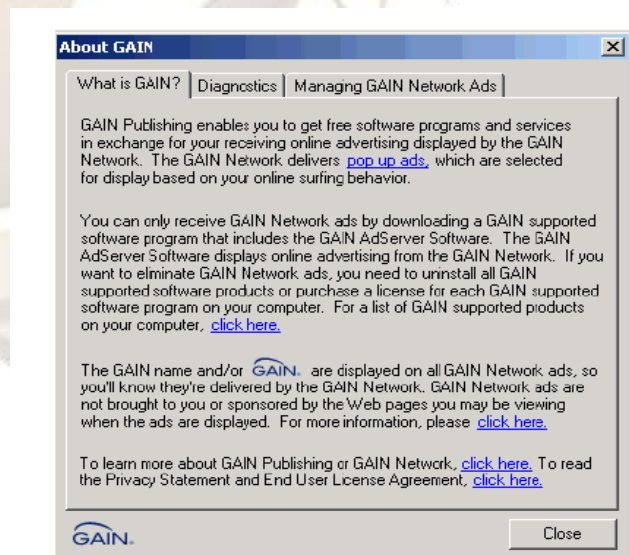 About GAIN
What is GAIN? Diagnostics Managing GAIN Network Ads
GAIN Publishing enables you to get free software programs and services
in exchange for your receiving online advertising displayed by the GAIN
Network. The GAIN Network delivers pop up ads, which are selected
for display based on your online surfing behavior.
You can only receive GAIN Network ads by downloading a GAIN supported
software program that includes the GAIN AdServer Software. The GAIN
AdServer Software displays online advertising from the GAIN Network. If you
want to eliminate GAIN Network ads, you need to uninstall all GAIN
supported software products or purchase a license for each GAIN supported
software program on your computer. For a list of GAIN supported products
on your computer, click here.
The GAIN name and/or GAIN. are displayed on all GAIN Network ads, so
you'll know they're delivered by the GAIN Network. GAIN Network ads are
not brought to you or sponsored by the Web pages you may be viewing
when the ads are displayed. For more information, please click here.
To learn more about GAIN Publishing or GAIN Network, click here. To read
the Privacy Statement and End User License Agreement, click here.
GAIN. Close